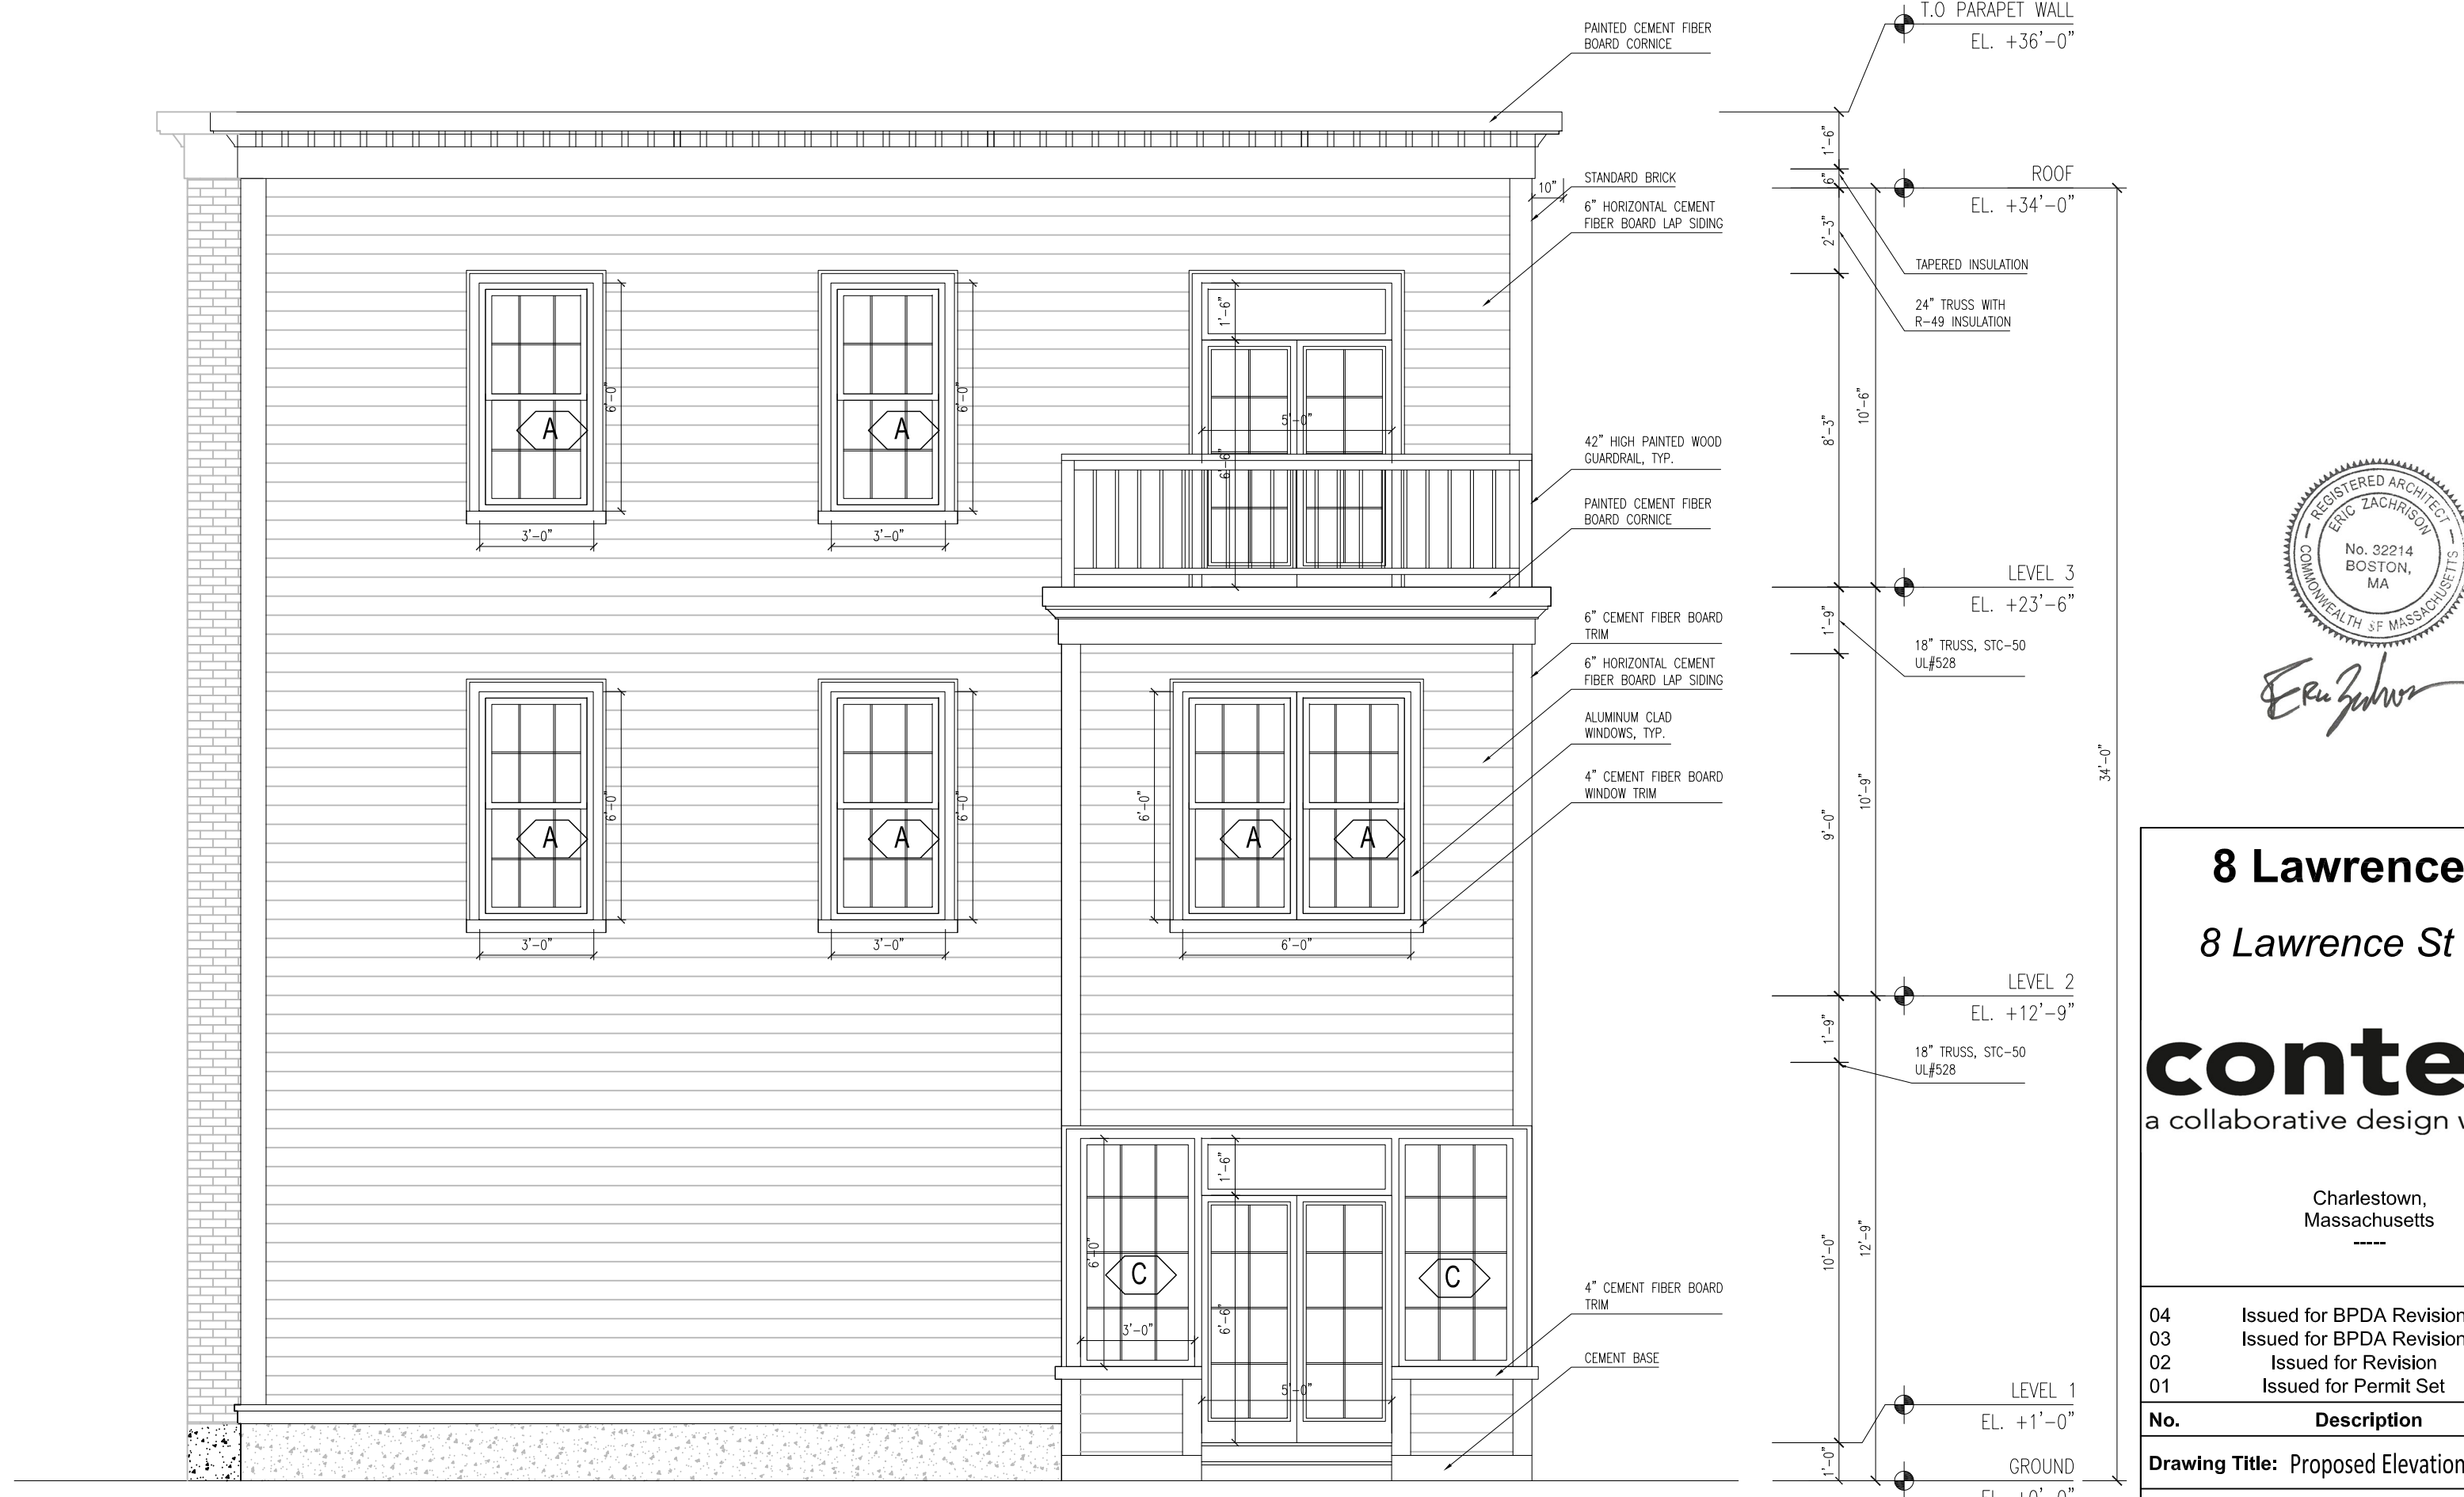 PAINTED CEMENT FIBER
BOARD CORNICE
STANDARD BRICK
6" HORIZONTAL CEMENT
FIBER BOARD LAP SIDING
42" HIGH PAINTED WOOD
GUARDRAIL, TYP.
PAINTED CEMENT FIBER
BOARD CORNICE
6" CEMENT FIBER BOARD
TRIM
6" HORIZONTAL CEMENT
FIBER BOARD LAP SIDING
ALUMINUM CLAD
WINDOWS, TYP.
4" CEMENT FIBER BOARD
WINDOW TRIM
4" CEMENT FIBER BOARD
TRIM
CEMENT BASE
10"
1'-6"
6'-0"
6'-0"
A
A
5'-0"
6'-6"
3'-0"
3'-0"
6'-0"
6'-0"
6'-0"
A
A
A
A
3'-0"
3'-0"
6'-0"
1'-6"
6'-0"
C
C
3'-0"
6'-6"
5'-0"
T.O PARAPET WALL
EL. +36'-0"
1'-6"
6"
ROOF
EL. +34'-0"
2'-3"
TAPERED INSULATION
24" TRUSS WITH
R-49 INSULATION
8'-3"
10'-6"
LEVEL 3
EL. +23'-6"
1'-9"
18" TRUSS, STC-50
UL#528
9'-0"
10'-9"
34'-0"
LEVEL 2
EL. +12'-9"
1'-9"
18" TRUSS, STC-50
UL#528
10'-0"
12'-9"
LEVEL 1
EL. +1'-0"
1'-0"
GROUND
EL. +0'-0"
REGISTERED ARCHITECT
ERIC ZACHRISON
No. 32214
BOSTON,
MA
COMMONWEALTH OF MASSACHUSETTS
8 Lawrence
8 Lawrence St
conte
a collaborative design
Charlestown,
Massachusetts
-----
04 Issued for BPDA Revision
03 Issued for BPDA Revision
02 Issued for Revision
01 Issued for Permit Set
No. Description
Drawing Title: Proposed Elevation